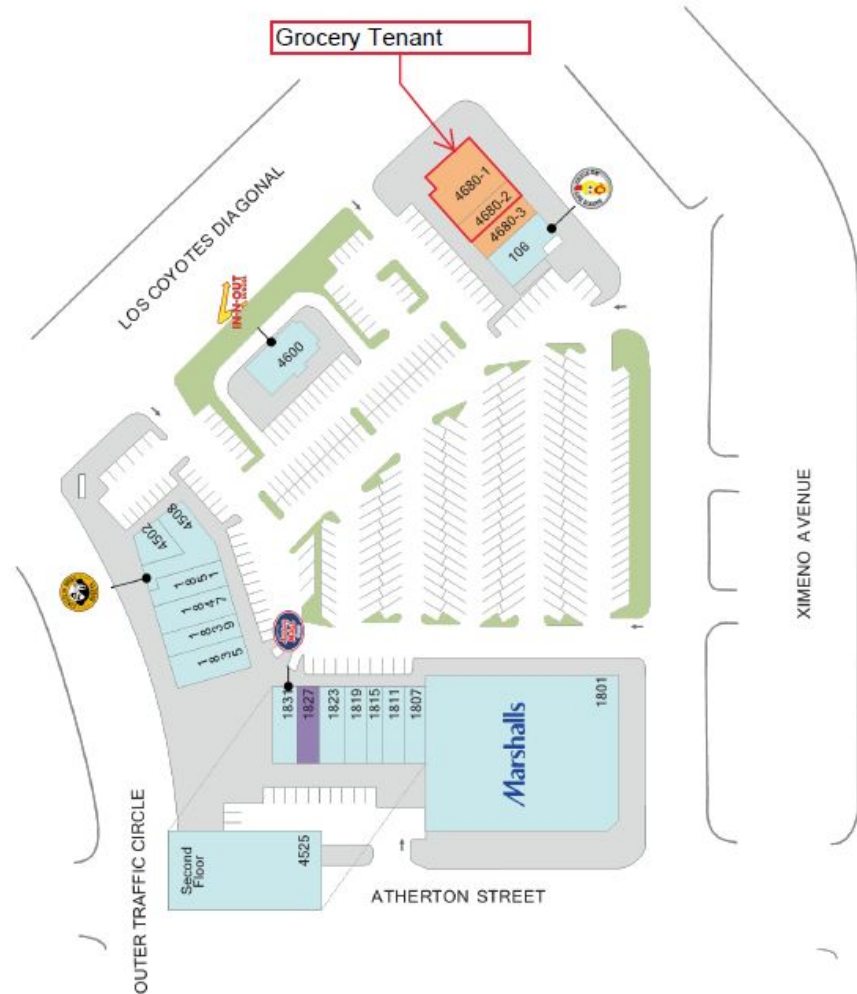 Grocery Tenant
LOS COYOTES DIAGONAL
4680-1
4680-2
4680-3
106
IN-N-OUT
4600
4508
4502
1851
1847
1839
1835
XIMENO AVENUE
1831
1827
1823
1819
1815
1811
1807
1801
Marshalls
Second
Floor
4525
ATHERTON STREET
OUTER TRAFFIC CIRCLE